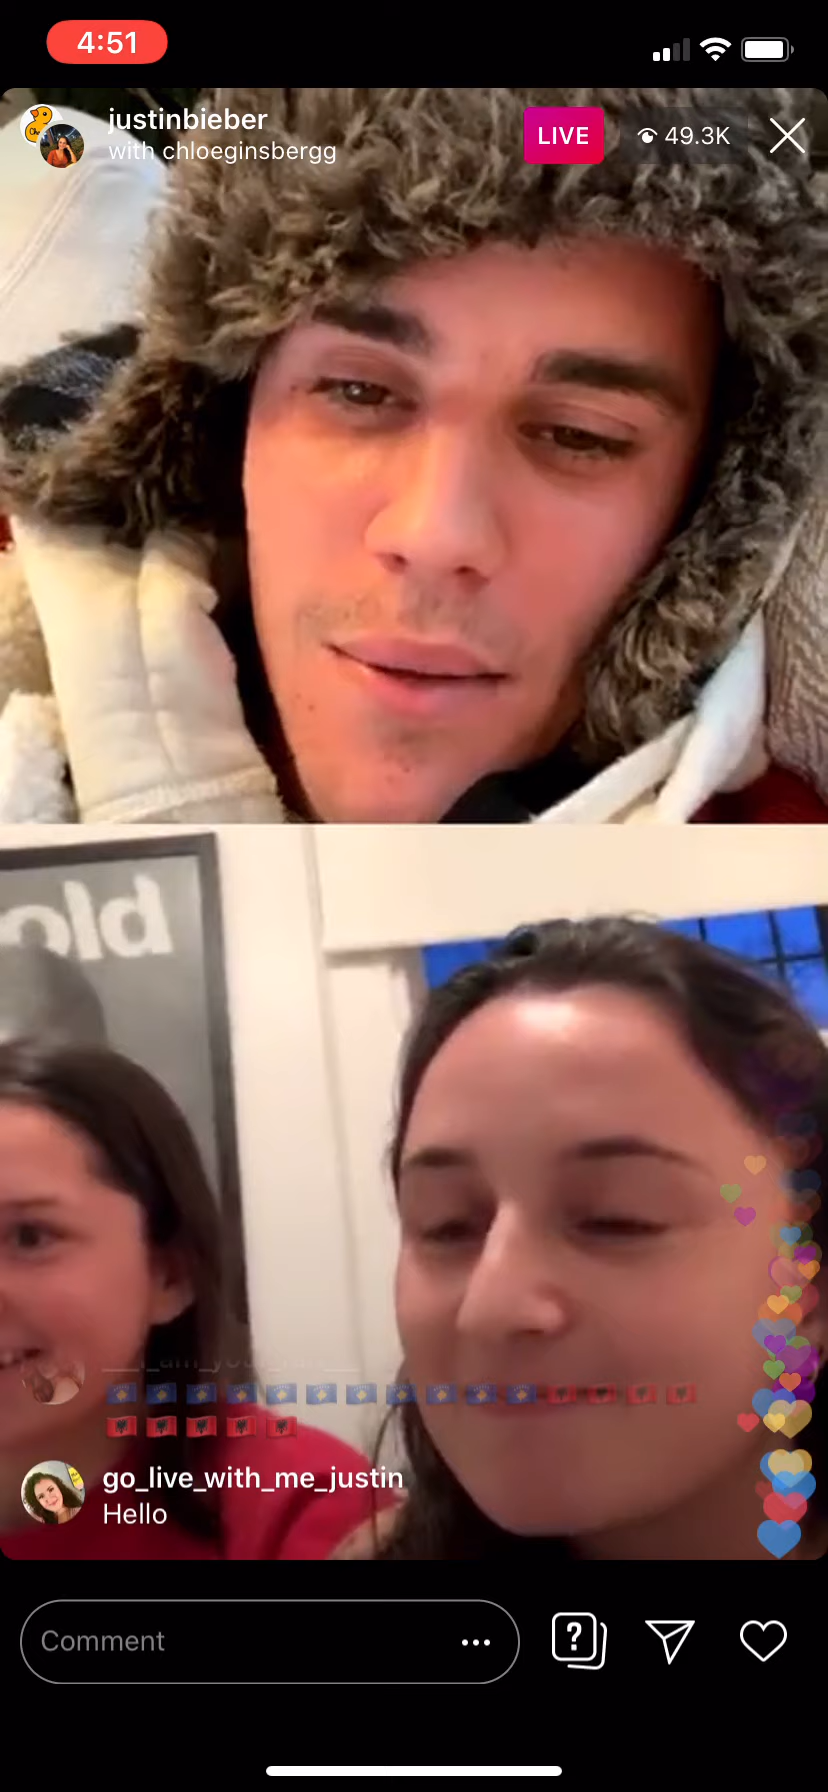 4:51
justinbieber
with chloeginsbergg
LIVE
49.3K
old
go_live_with_me_justin
Hello
Comment